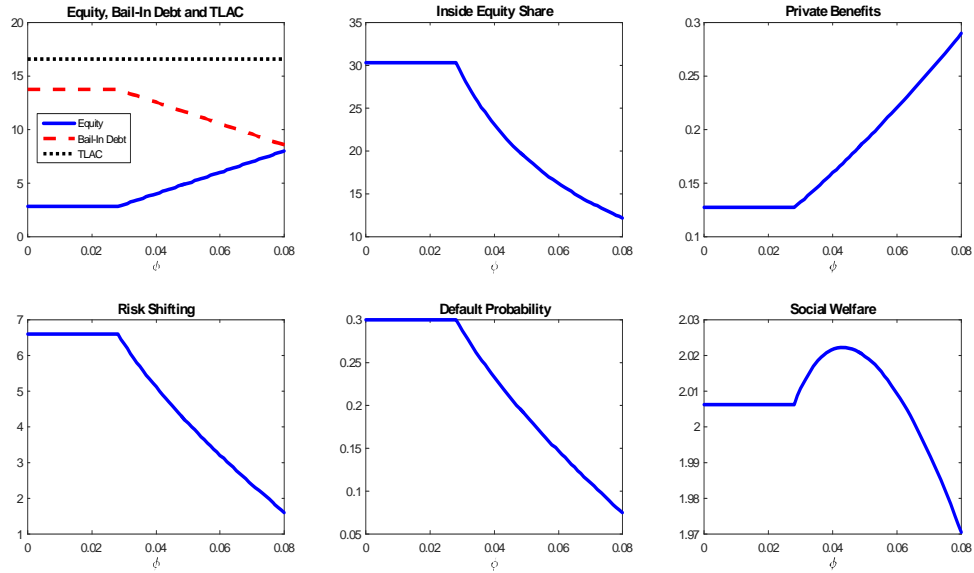 Equity, Bail-In Debt and TLAC
20
15
10
5
0
Equity
Bail-In Debt
TLAC
0 0.02 0.04 0.06 0.08
ϕ
Inside Equity Share
35
30
25
20
15
10
0 0.02 0.04 0.06 0.08
ϕ
Private Benefits
0.3
0.25
0.2
0.15
0.1
0 0.02 0.04 0.06 0.08
ϕ
Risk Shifting
7
6
5
4
3
2
1
0 0.02 0.04 0.06 0.08
ϕ
Default Probability
0.3
0.25
0.2
0.15
0.1
0.05
0 0.02 0.04 0.06 0.08
ϕ
Social Welfare
2.03
2.02
2.01
2
1.99
1.98
1.97
0 0.02 0.04 0.06 0.08
ϕ